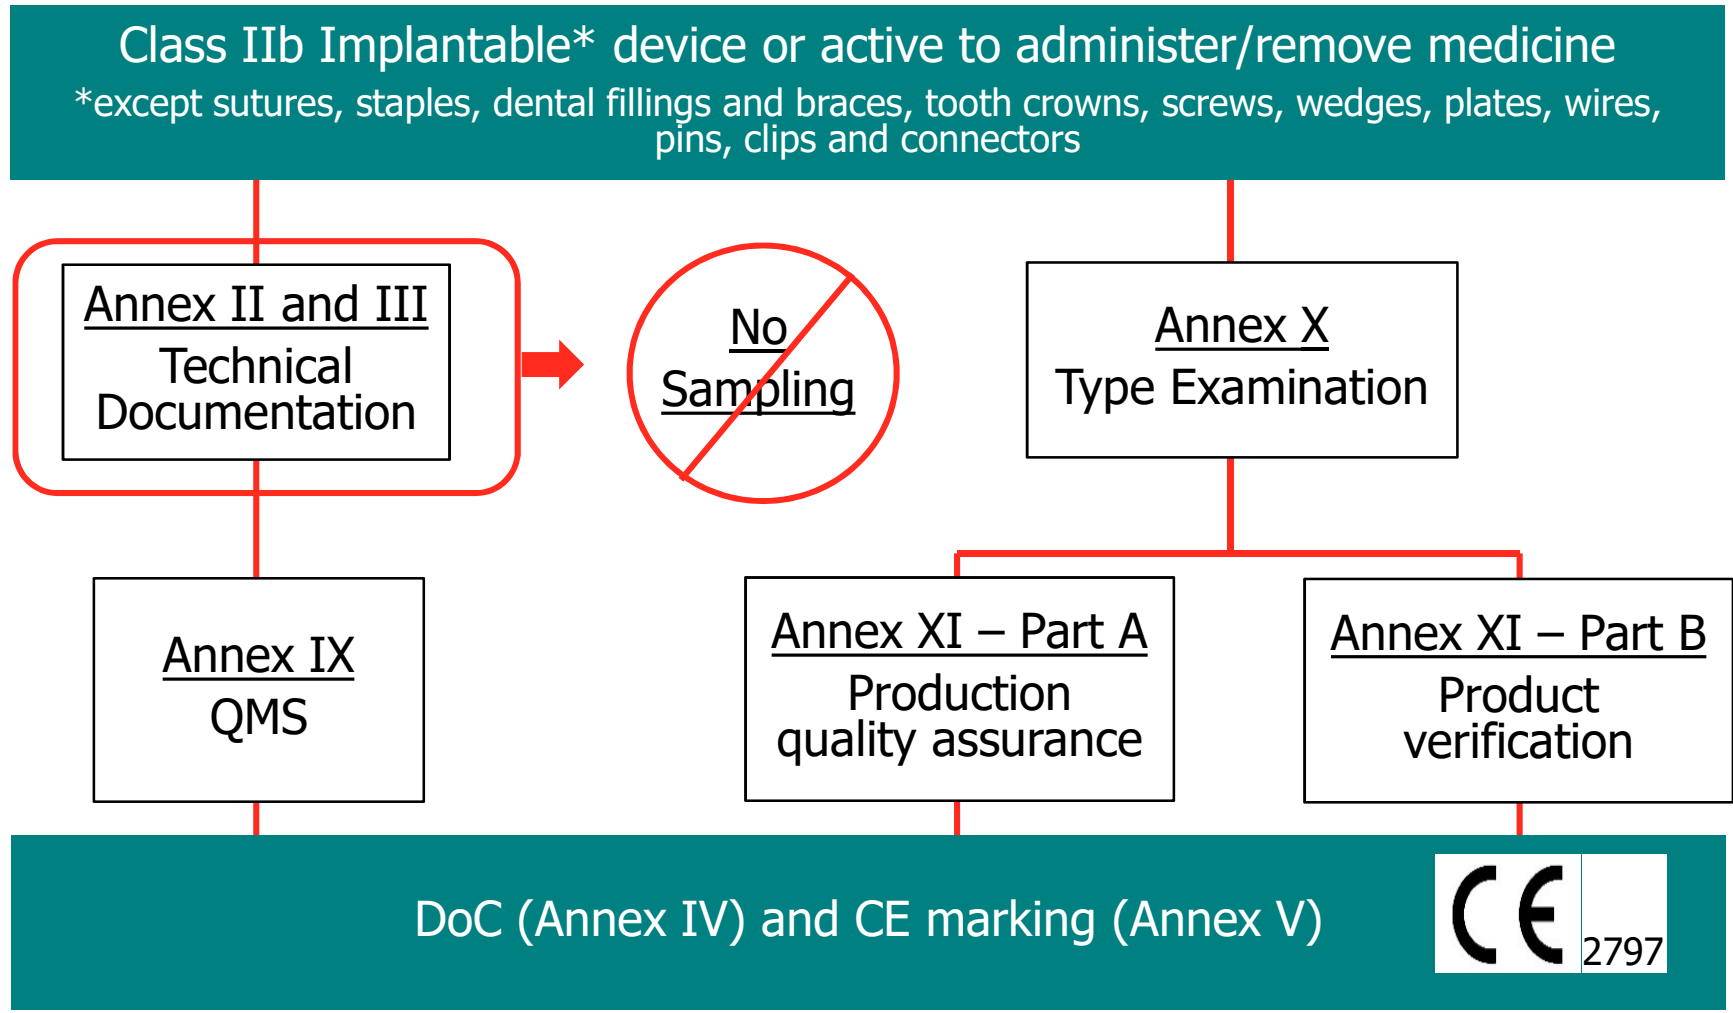 Class IIb Implantable* device or active to administer/remove medicine
*except sutures, staples, dental fillings and braces, tooth crowns, screws, wedges, plates, wires,
pins, clips and connectors
Annex II and III
Technical
Documentation
No
Sampling
Annex X
Type Examination
Annex IX
QMS
Annex XI – Part A
Production
quality assurance
Annex XI – Part B
Product
verification
DoC (Annex IV) and CE marking (Annex V)
CE
2797